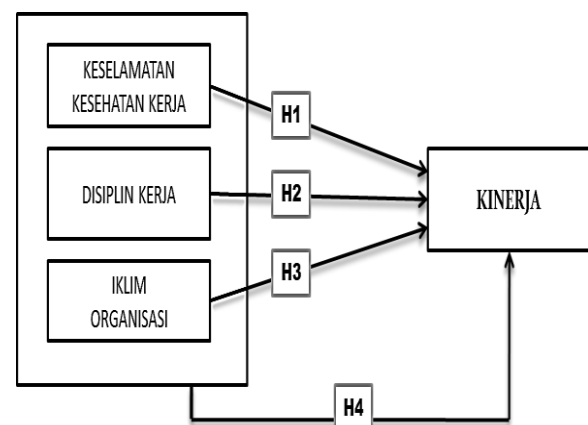 KESELAMATAN
KESEHATAN KERJA
H1
DISIPLIN KERJA
H2
KINERJA
IKLIM
ORGANISASI
H3
H4